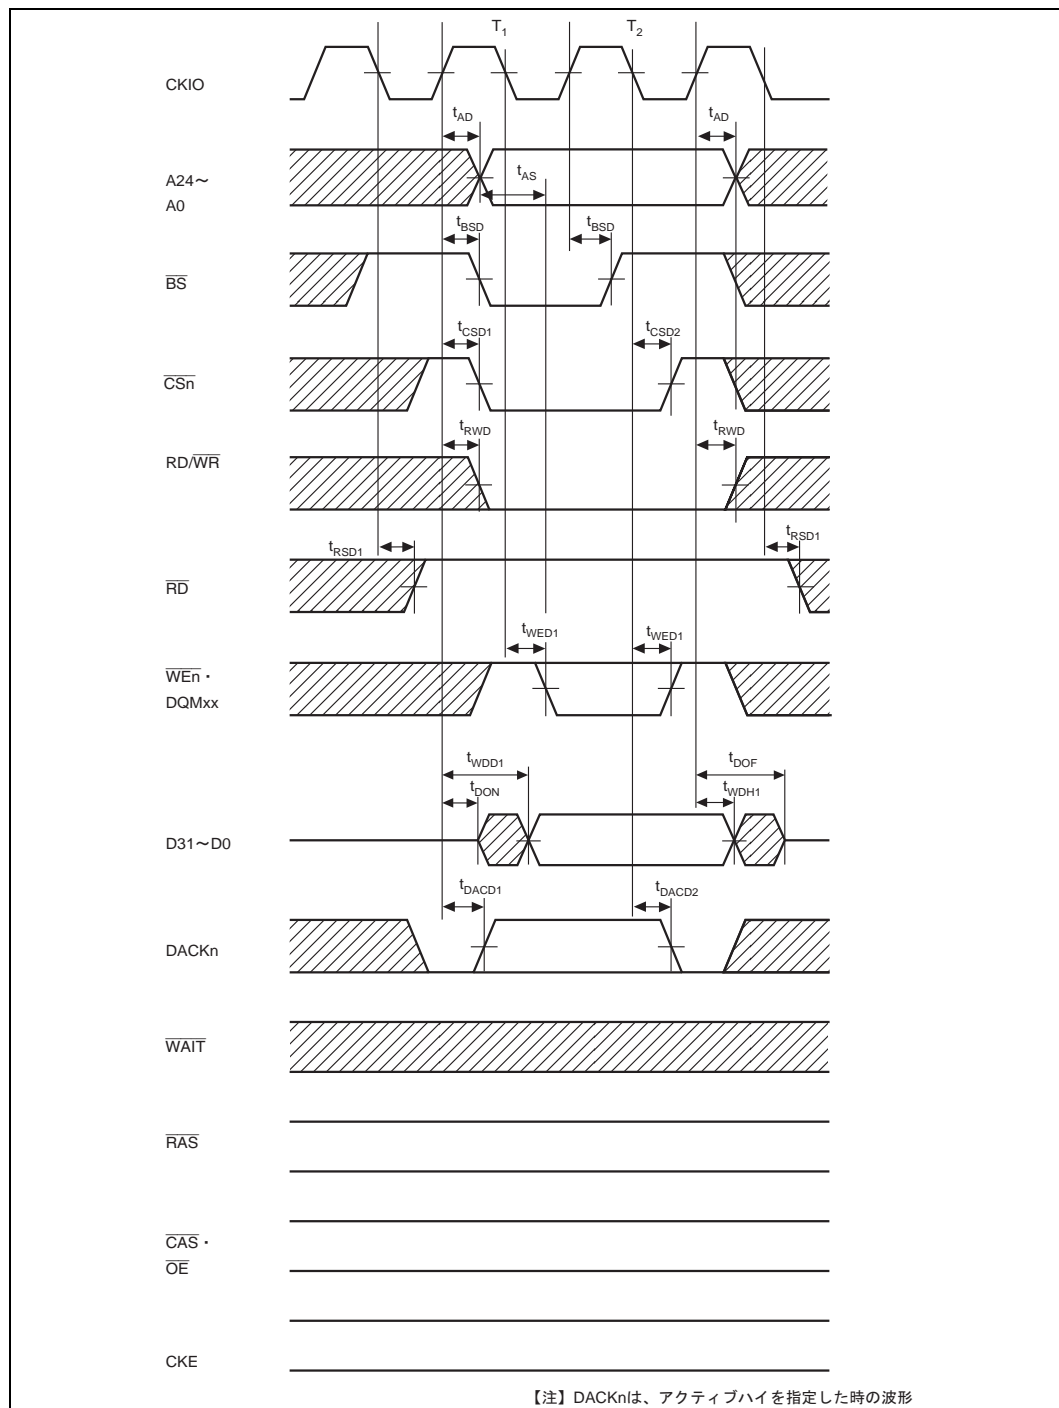 T1 T2
CKIO
tAD tAD
A24～
A0
tAS
tBSD tBSD
BS
tCSD1 tCSD2
CSn
tRWD tRWD
RD/WR
tRSD1 tRSD1
RD
tWED1 tWED1
WEn・
DQMxx
tWDD1 tDOF
tDON tWDH1
D31～D0
tDACD1 tDACD2
DACKn
WAIT
RAS
CAS・
OE
CKE
【注】DACKnは、アクティブハイを指定した時の波形